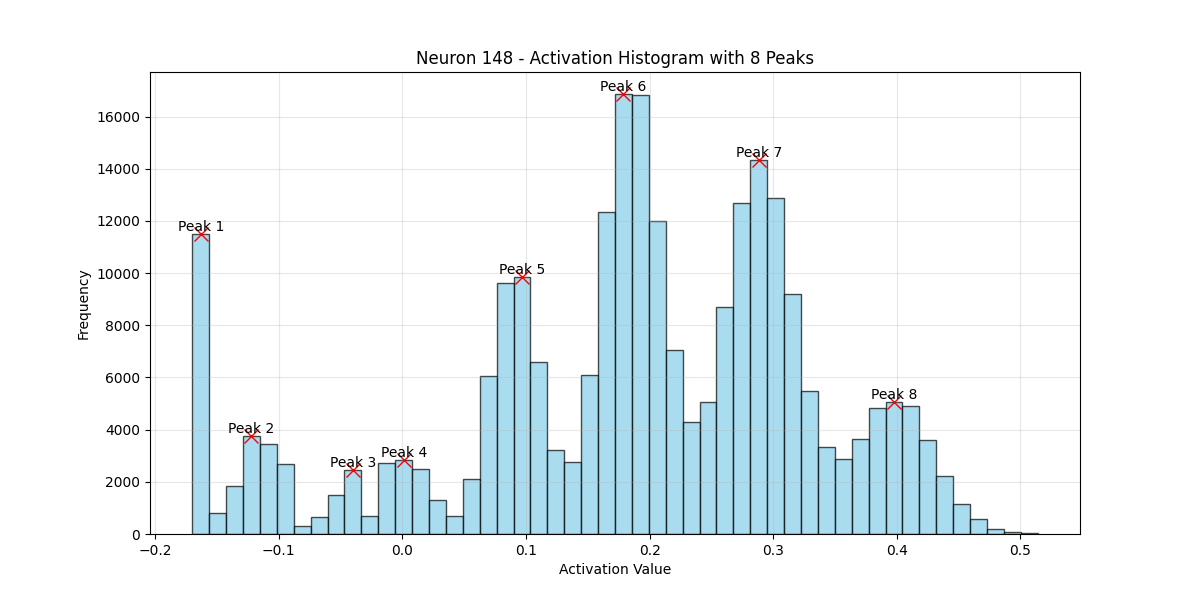 Neuron 148 - Activation Histogram with 8 Peaks
Peak 6
16000
Peak 7
14000
Peak 1
12000
Peak 5
10000
Frequency
8000
6000
Peak 8
4000
Peak 2
Peak 4
Peak 3
2000
0
−0.2
−0.1
0.0
0.1
0.2
0.3
0.4
0.5
Activation Value